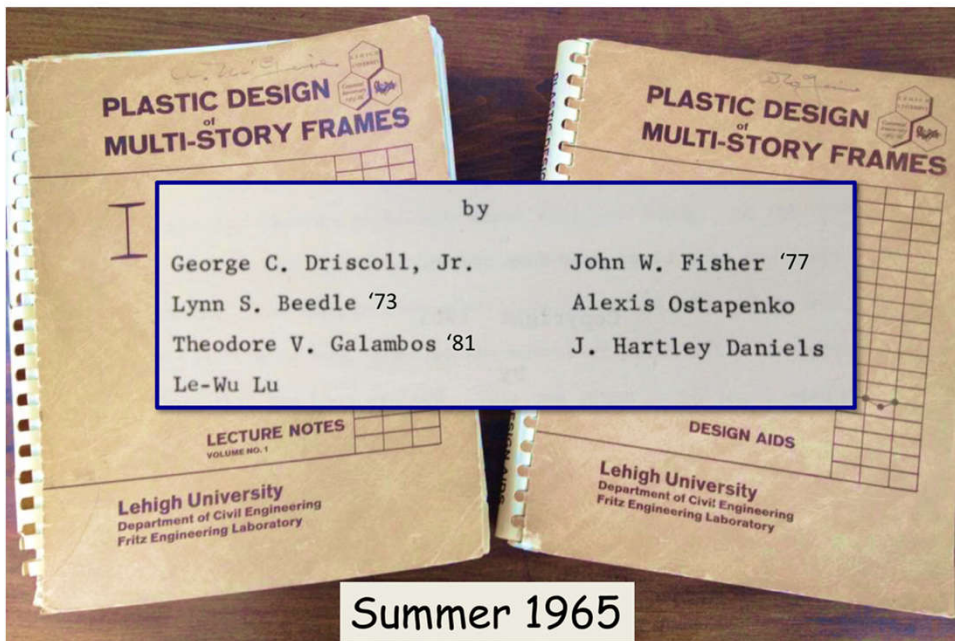 PLASTIC DESIGN
of
MULTI-STORY FRAMES
I
LECTURE NOTES
VOLUME NO. 1
Lehigh University
Department of Civil Engineering
Fritz Engineering Laboratory
PLASTIC DESIGN
of
MULTI-STORY FRAMES
DESIGN AIDS
Lehigh University
Department of Civil Engineering
Fritz Engineering Laboratory
by
George C. Driscoll, Jr.
John W. Fisher '77
Lynn S. Beedle '73
Alexis Ostapenko
Theodore V. Galambos '81
J. Hartley Daniels
Le-Wu Lu
Summer 1965